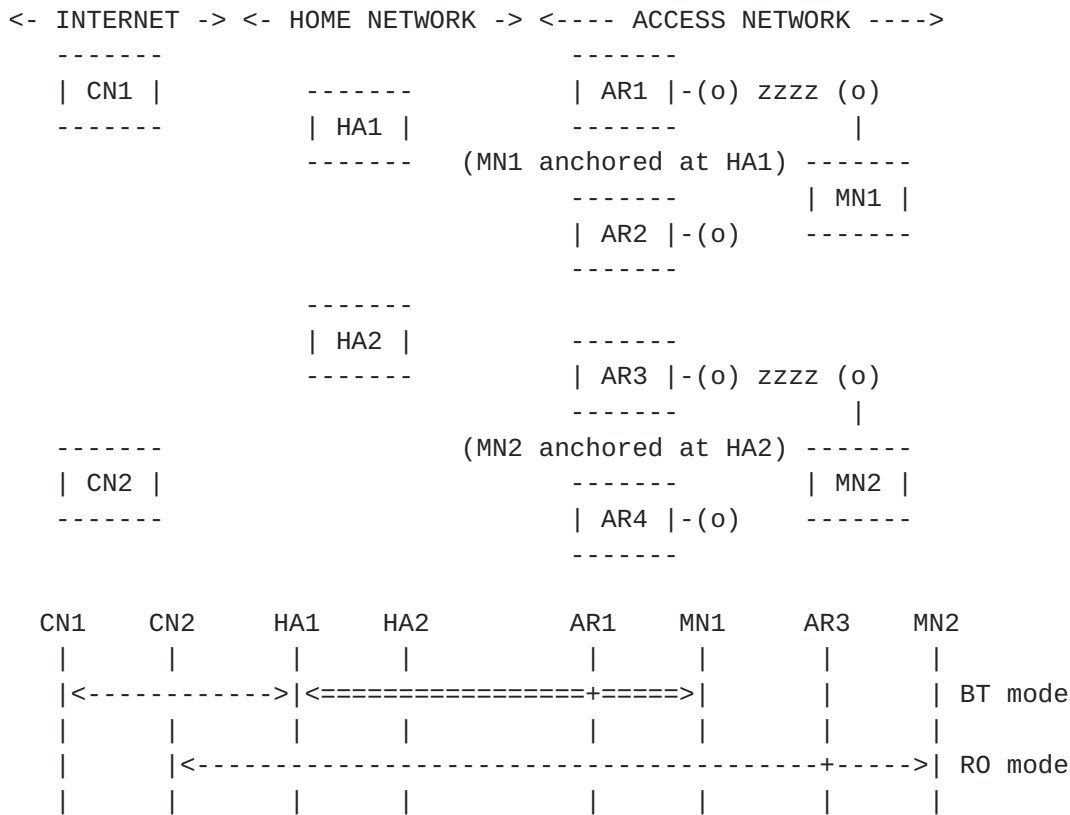 <- INTERNET -> <- HOME NETWORK -> <---- ACCESS NETWORK ---->
   -------                          -------
   | CN1 |         -------          | AR1 |-(o) zzzz (o)
   -------         | HA1 |          -------           |
                   -------   (MN1 anchored at HA1) -------
                                    -------        | MN1 |
                                    | AR2 |-(o)    -------
                                    -------
                   -------
                   | HA2 |          -------
                   -------          | AR3 |-(o) zzzz (o)
                                    -------           |
   -------                   (MN2 anchored at HA2) -------
   | CN2 |                          -------        | MN2 |
   -------                          | AR4 |-(o)    -------
                                    -------

  CN1    CN2     HA1    HA2         AR1    MN1     AR3    MN2
   |      |       |      |           |      |       |      |
   |<------------>|<=================+=====>|       |      | BT mode
   |      |       |      |           |      |       |      |
   |      |<----------------------------------------+----->| RO mode
   |      |       |      |           |      |       |      |